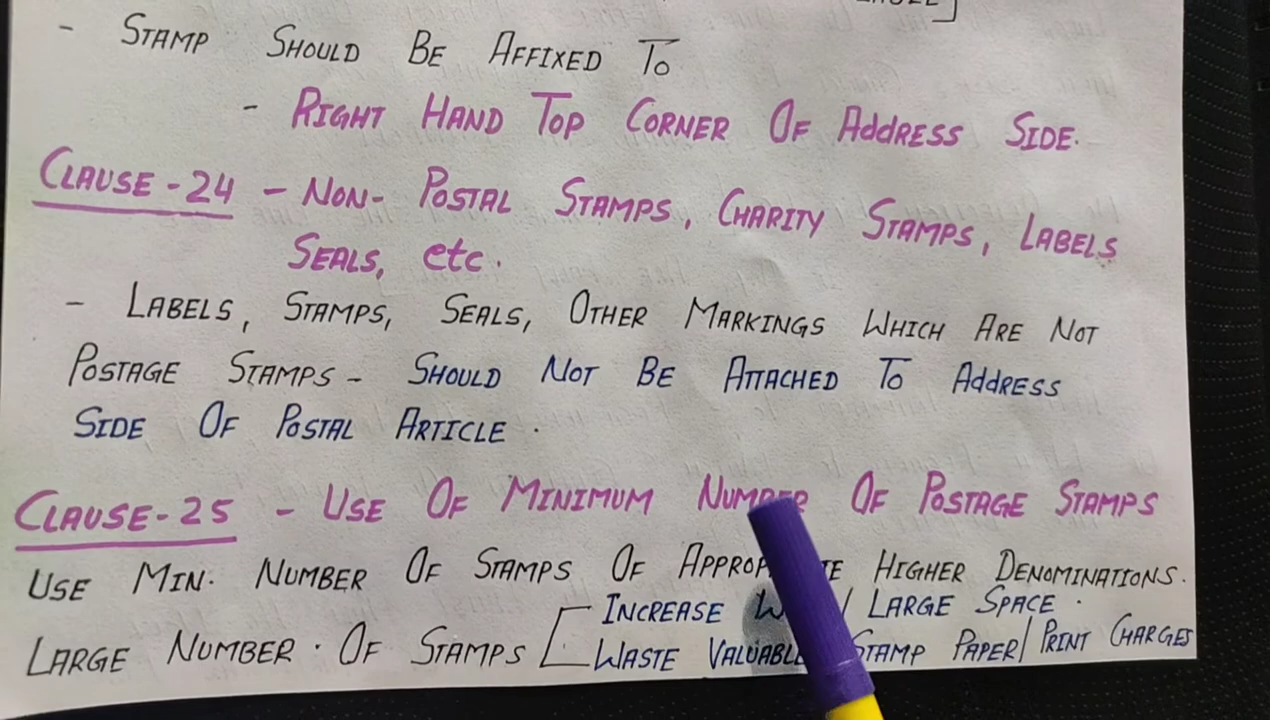 - STAMP SHOULD BE AFFIXED TO
- RIGHT HAND TOP CORNER OF ADDRESS SIDE.
CLAUSE-24 - NON-POSTAL STAMPS, CHARITY STAMPS, LABELS
SEALS, etc.
- LABELS, STAMPS, SEALS, OTHER MARKINGS WHICH ARE NOT
POSTAGE STAMPS - SHOULD NOT BE ATTACHED TO ADDRESS
SIDE OF POSTAL ARTICLE.
CLAUSE-25 - USE OF MINIMUM NUMBER OF POSTAGE STAMPS
USE MIN. NUMBER OF STAMPS OF HIGHER DENOMINATIONS.
LARGE NUMBER. OF STAMPS [ INCREASE / LARGE SPACE.
WASTE VALUABLE STAMP PAPER/PRINT CHARGES